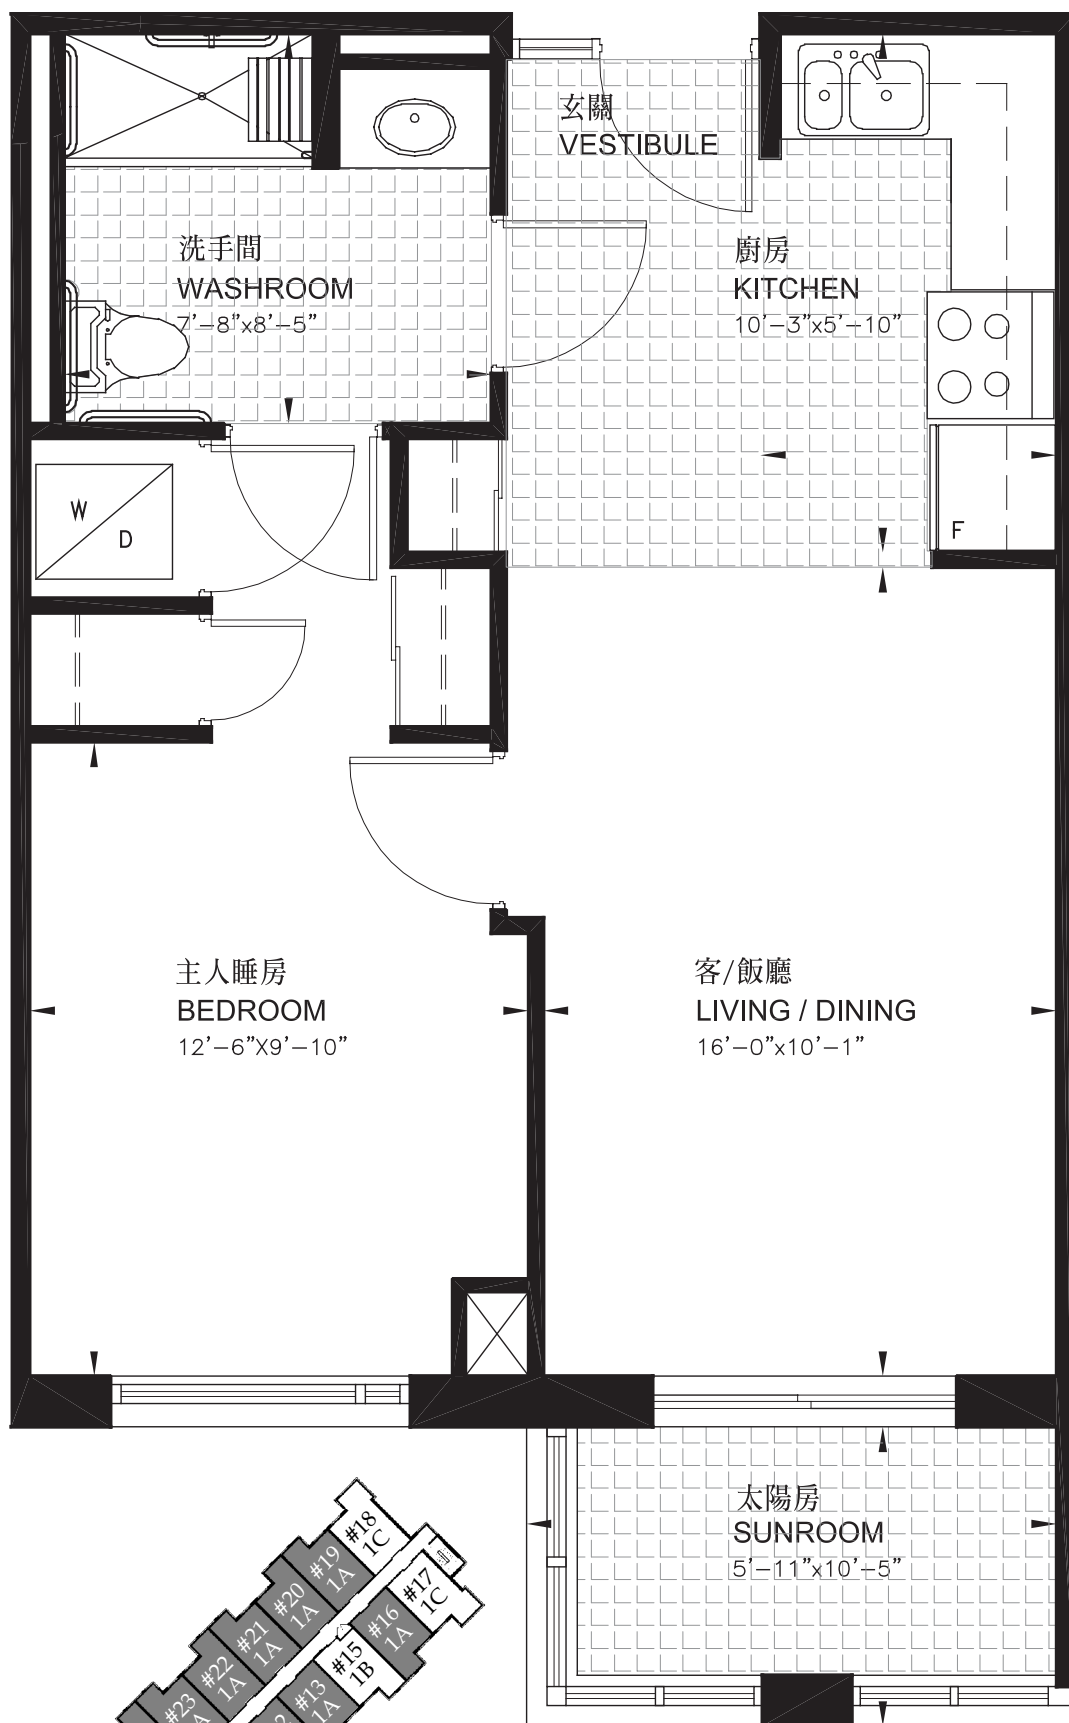 玄關
VESTIBULE
洗手間
WASHROOM
7'-8"x8'-5"
廚房
KITCHEN
10'-3"x5'-10"
W
D
F
主人睡房
BEDROOM
12'-6"X9'-10"
客/飯廳
LIVING / DINING
16'-0"x10'-1"
太陽房
SUNROOM
5'-11"x10'-5"
#18
1C
#19
1A
#20
1A
#21
1A
#22
1A
#23
#17
1C
#16
1A
#15
1B
#13
1A